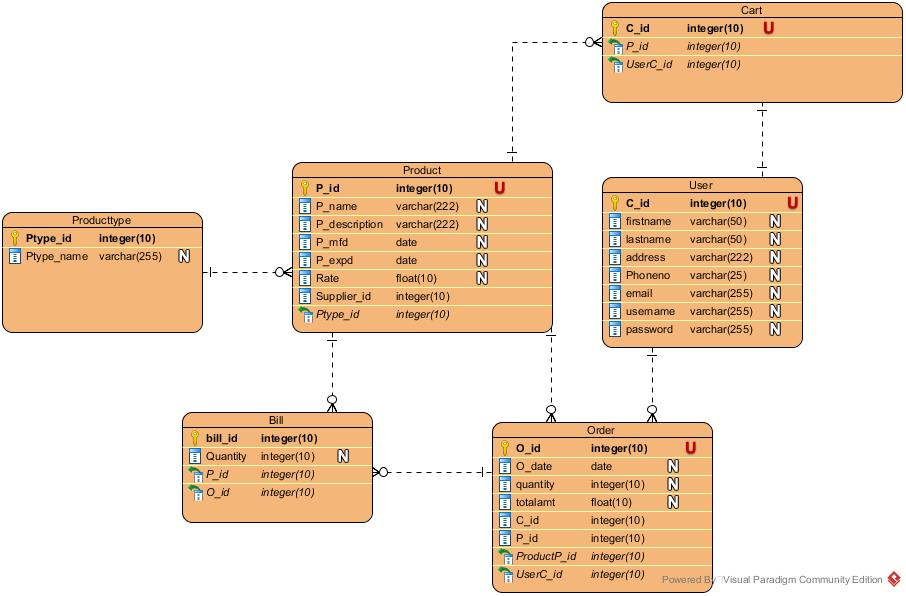 Cart
C_id integer(10) U
P_id integer(10)
UserC_id integer(10)
Product
P_id integer(10) U
P_name varchar(222) N
P_description varchar(222) N
P_mfd date N
P_expd date N
Rate float(10) N
Supplier_id integer(10)
Ptype_id integer(10)
User
C_id integer(10) U
firstname varchar(50) N
lastname varchar(50) N
address varchar(222) N
Phoneno varchar(25) N
email varchar(255) N
username varchar(255) N
password varchar(255) N
Producttype
Ptype_id integer(10)
Ptype_name varchar(255) N
Bill
bill_id integer(10)
Quantity integer(10) N
P_id integer(10)
O_id integer(10)
Order
O_id integer(10) U
O_date date N
quantity integer(10) N
totalamt float(10) N
C_id integer(10)
P_id integer(10)
ProductP_id integer(10)
UserC_id integer(10)
Powered By Visual Paradigm Community Edition